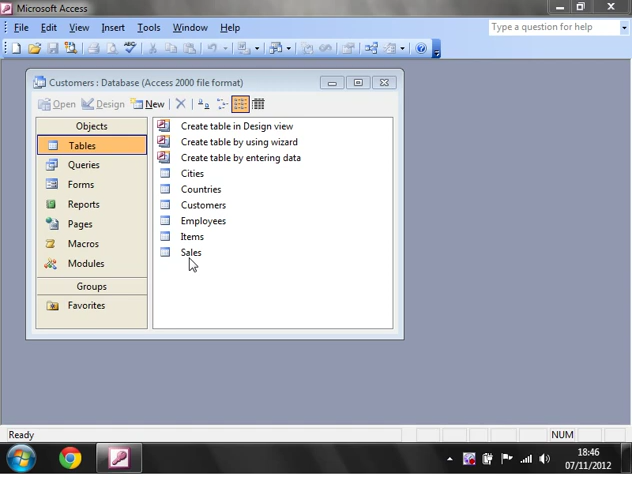 Microsoft Access
File Edit View Insert Tools Window Help
Type a question for help
Customers : Database (Access 2000 file format)
Open Design New
Objects
Tables
Queries
Forms
Reports
Pages
Macros
Modules
Groups
Favorites
Create table in Design view
Create table by using wizard
Create table by entering data
Cities
Countries
Customers
Employees
Items
Sales
Ready
NUM
18:46
07/11/2012